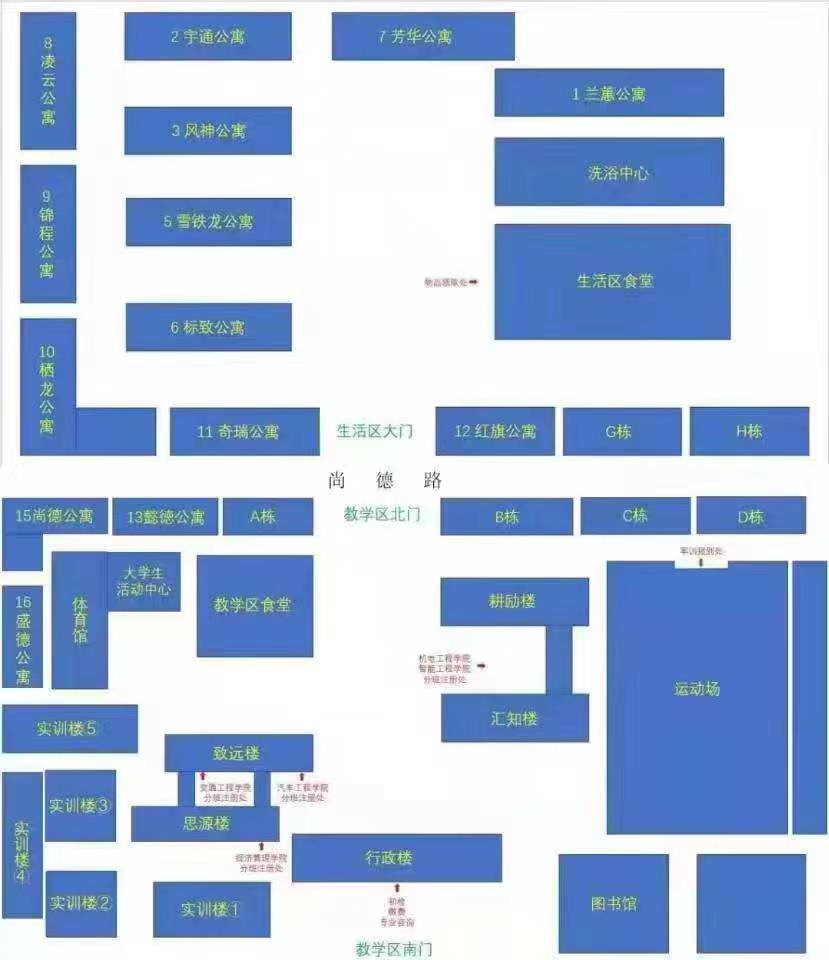 8凌云公寓
2 宇通公寓
7 芳华公寓
1 兰蕙公寓
3 风神公寓
洗浴中心
9锦程公寓
5 雪铁龙公寓
物品领取处
生活区食堂
6 标致公寓
10栖龙公寓
11 奇瑞公寓
生活区大门
12 红旗公寓
G栋
H栋
尚 德 路
15尚德公寓
13懿德公寓
A栋
教学区北门
B栋
C栋
D栋
军训报到处
大学生
活动中心
体育馆
教学区食堂
耕励楼
16盛德公寓
机电工程学院
智能工程学院
分班注册处
运动场
汇知楼
实训楼⑤
致远楼
交通工程学院
分班注册处
汽车工程学院
分班注册处
实训楼③
实训楼④
思源楼
经济管理学院
分班注册处
行政楼
实训楼②
实训楼①
初检
缴费
专业咨询
图书馆
教学区南门